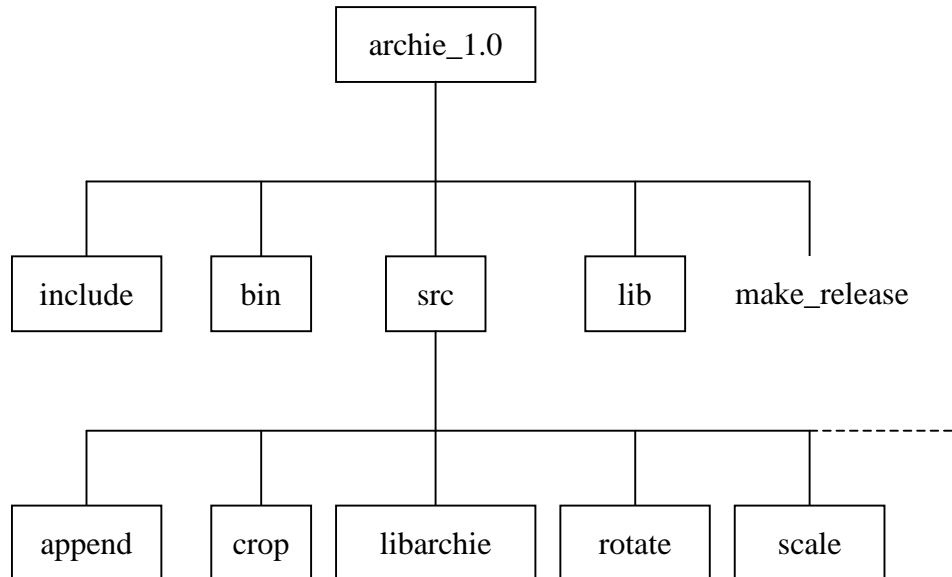 archie_1.0
include bin src lib make_release
append crop libarchie rotate scale